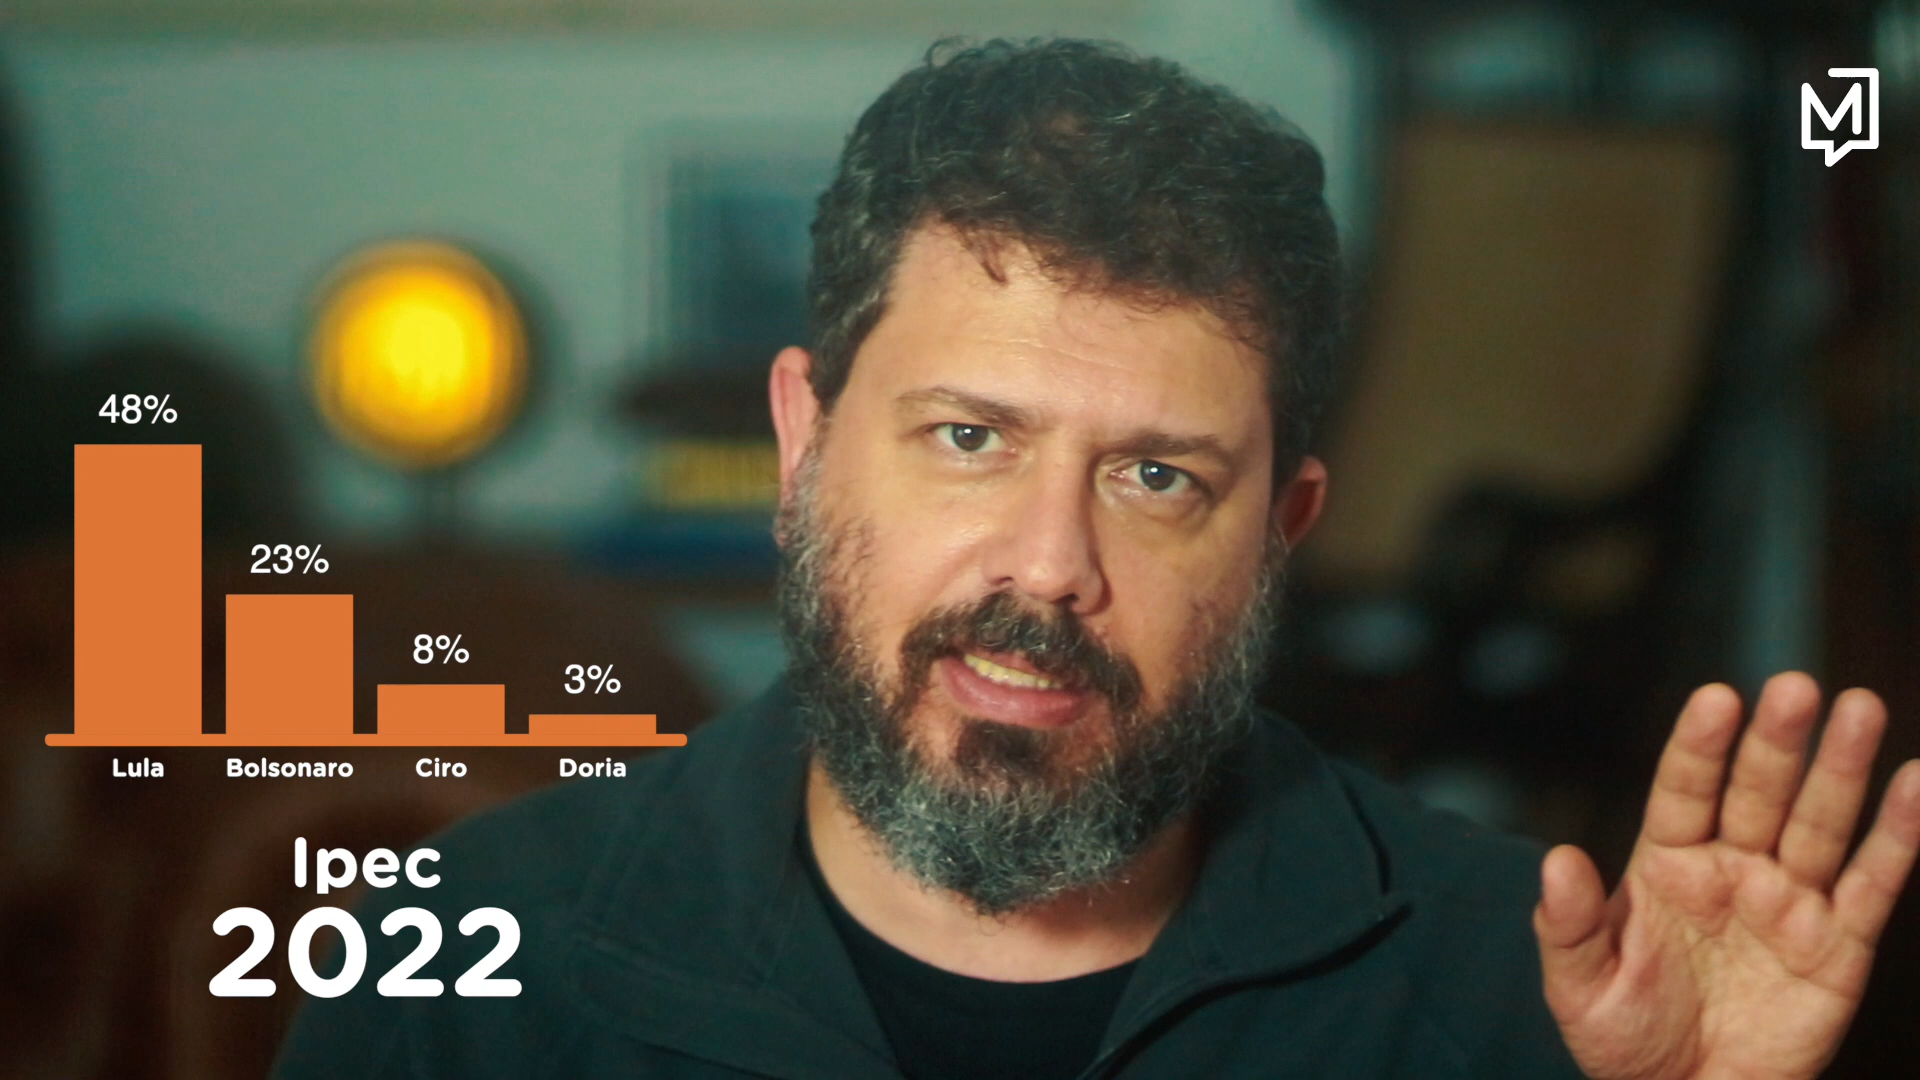 48%
23%
8%
3%
Lula
Bolsonaro
Ciro
Doria
Ipec
2022
M